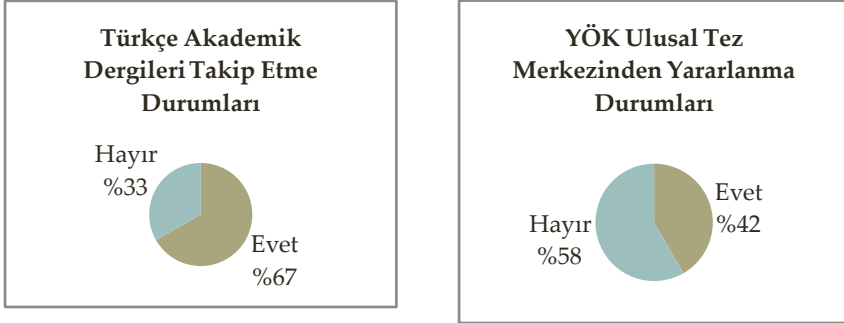 Türkçe Akademik
Dergileri Takip Etme
Durumları
Hayır
%33
Evet
%67
YÖK Ulusal Tez
Merkezinden Yararlanma
Durumları
Evet
%42
Hayır
%58